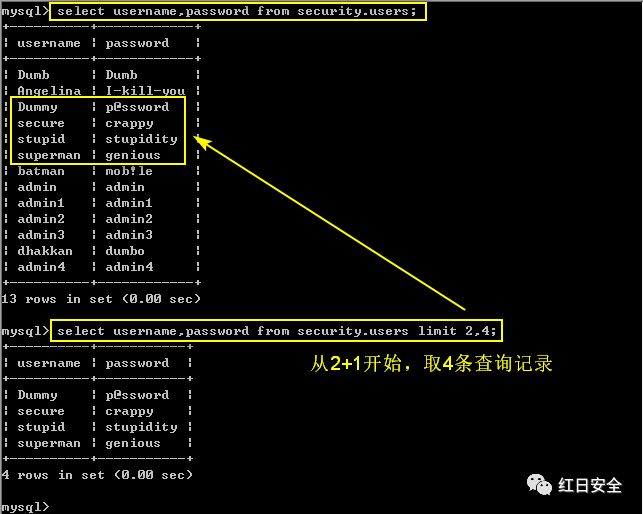 mysql> select username,password from security.users;
+----------+------------+
| username | password   |
+----------+------------+
| Dumb     | Dumb       |
| Angelina | I-kill-you |
| Dummy    | p@ssword   |
| secure   | crappy     |
| stupid   | stupidity  |
| superman | genious    |
| batman   | mob!le     |
| admin    | admin      |
| admin1   | admin1     |
| admin2   | admin2     |
| admin3   | admin3     |
| dhakkan  | dumbo      |
| admin4   | admin4     |
+----------+------------+
13 rows in set (0.00 sec)
mysql> select username,password from security.users limit 2,4;
从2+1开始，取4条查询记录
+----------+-----------+
| username | password  |
+----------+-----------+
| Dummy    | p@ssword  |
| secure   | crappy    |
| stupid   | stupidity |
| superman | genious   |
+----------+-----------+
4 rows in set (0.00 sec)
红日安全
mysql>